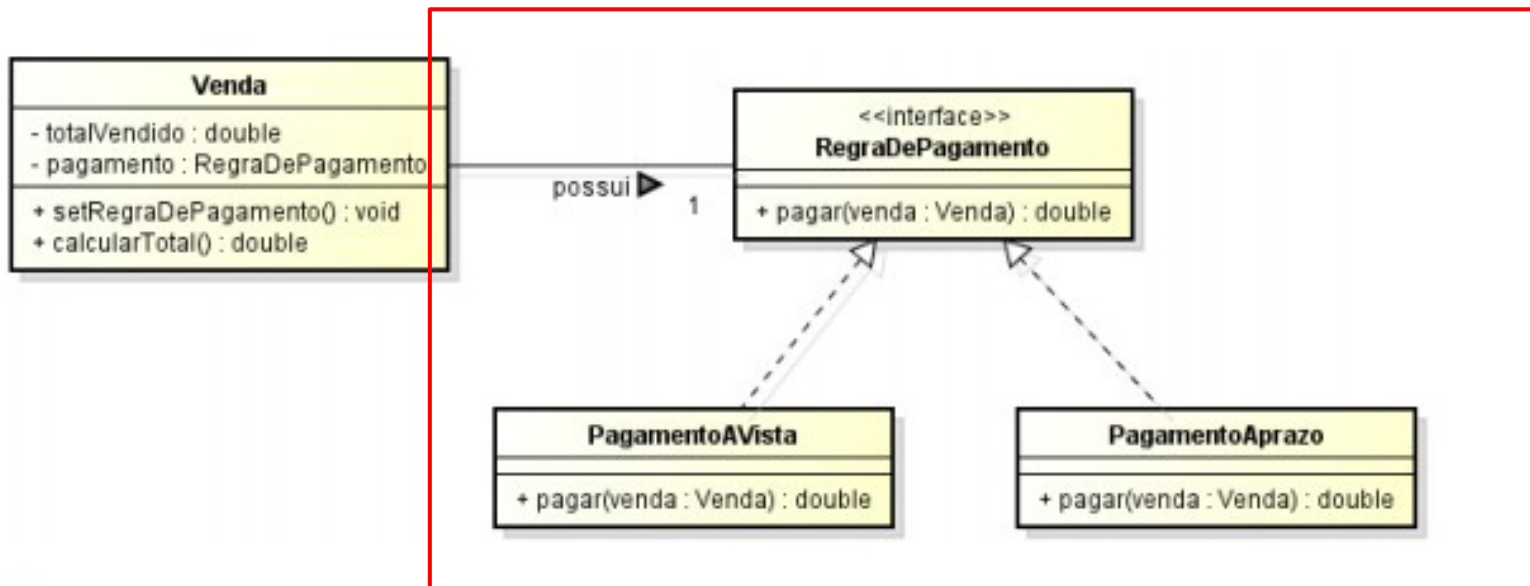 Venda
- totalVendido : double
- pagamento : RegraDePagamento
+ setRegraDePagamento() : void
+ calcularTotal() : double
possui
1
<<interface>>
RegraDePagamento
+ pagar(venda : Venda) : double
PagamentoAVista
+ pagar(venda : Venda) : double
PagamentoAprazo
+ pagar(venda : Venda) : double